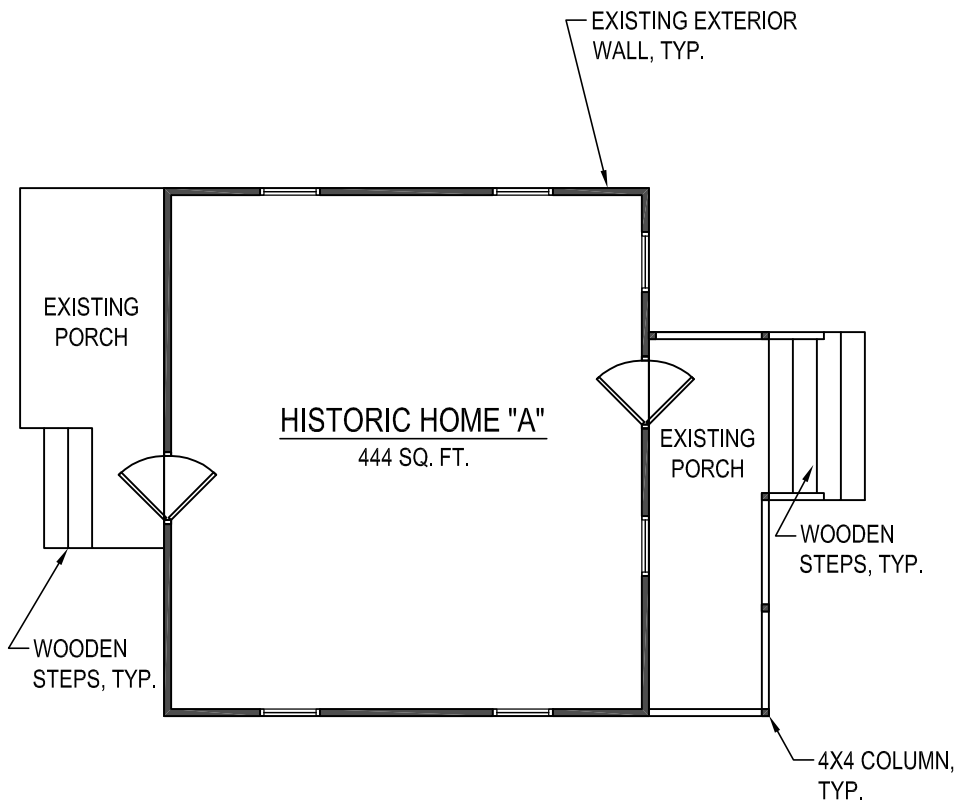 EXISTING EXTERIOR
WALL, TYP.
EXISTING
PORCH
HISTORIC HOME "A"
444 SQ. FT.
EXISTING
PORCH
WOODEN
STEPS, TYP.
WOODEN
STEPS, TYP.
4X4 COLUMN,
TYP.